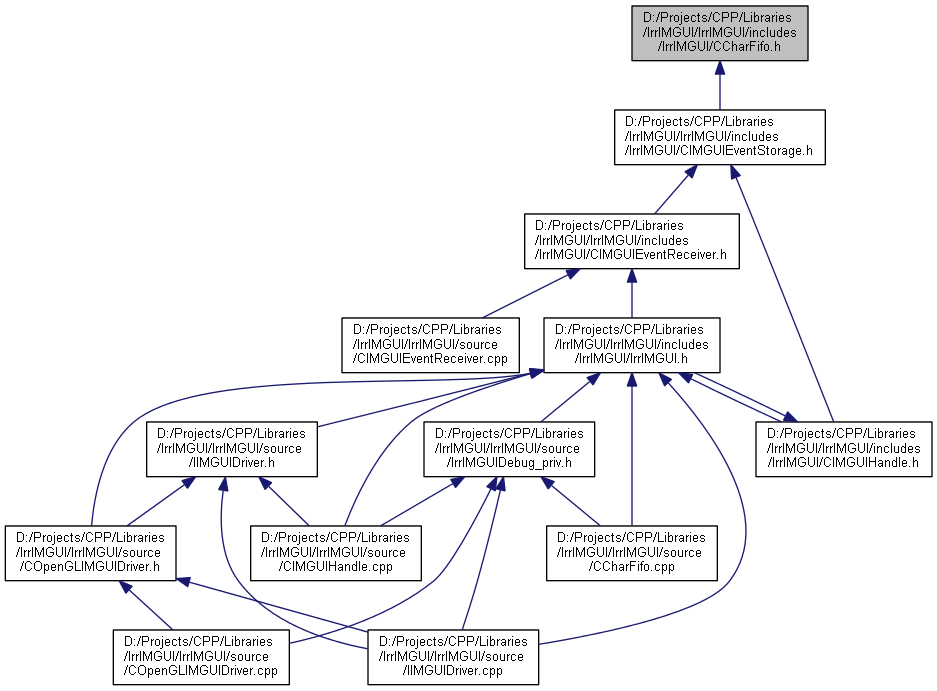 D:/Projects/CPP/Libraries
/IrrIMGUI/IrrIMGUI/includes
/IrrIMGUI/CCharFifo.h
D:/Projects/CPP/Libraries
/IrrIMGUI/IrrIMGUI/includes
/IrrIMGUI/CIMGUIEventStorage.h
D:/Projects/CPP/Libraries
/IrrIMGUI/IrrIMGUI/includes
/IrrIMGUI/CIMGUIEventReceiver.h
D:/Projects/CPP/Libraries
/IrrIMGUI/IrrIMGUI/source
/CIMGUIEventReceiver.cpp
D:/Projects/CPP/Libraries
/IrrIMGUI/IrrIMGUI/includes
/IrrIMGUI/IrrIMGUI.h
D:/Projects/CPP/Libraries
/IrrIMGUI/IrrIMGUI/source
/IIMGUIDriver.h
D:/Projects/CPP/Libraries
/IrrIMGUI/IrrIMGUI/source
/IrrIMGUIDebug_priv.h
D:/Projects/CPP/Libraries
/IrrIMGUI/IrrIMGUI/includes
/IrrIMGUI/CIMGUIHandle.h
D:/Projects/CPP/Libraries
/IrrIMGUI/IrrIMGUI/source
/COpenGLIMGUIDriver.h
D:/Projects/CPP/Libraries
/IrrIMGUI/IrrIMGUI/source
/CIMGUIHandle.cpp
D:/Projects/CPP/Libraries
/IrrIMGUI/IrrIMGUI/source
/CCharFifo.cpp
D:/Projects/CPP/Libraries
/IrrIMGUI/IrrIMGUI/source
/COpenGLIMGUIDriver.cpp
D:/Projects/CPP/Libraries
/IrrIMGUI/IrrIMGUI/source
/IIMGUIDriver.cpp